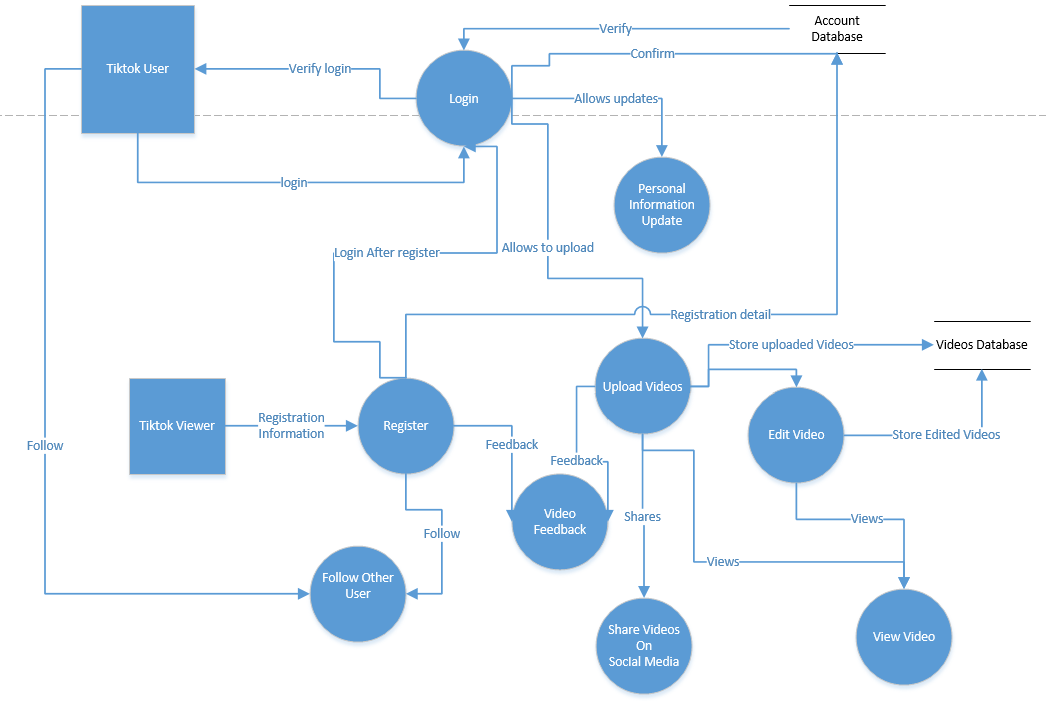 Account
Database
Verify
Confirm
Tiktok User
Verify login
Login
Allows updates
login
Personal
Information
Update
Login After register
Allows to upload
Registration detail
Store uploaded Videos
Videos Database
Upload Videos
Tiktok Viewer
Registration
Information
Register
Edit Video
Store Edited Videos
Follow
Feedback
Feedback
Video
Feedback
Shares
Views
Follow
Views
Follow Other
User
Share Videos
On
Social Media
View Video